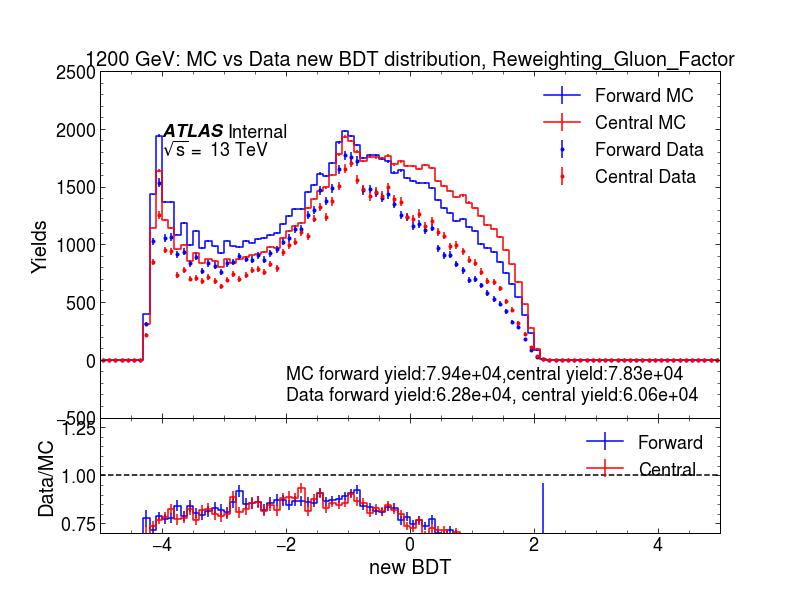 1200 GeV: MC vs Data new BDT distribution, Reweighting_Gluon_Factor
2500
2000
1500
1000
500
0
−500
Yields
ATLAS Internal
√s = 13 TeV
Forward MC
Central MC
Forward Data
Central Data
MC forward yield:7.94e+04,central yield:7.83e+04
Data forward yield:6.28e+04, central yield:6.06e+04
1.25
1.00
0.75
Data/MC
Forward
Central
−4
−2
0
2
4
new BDT